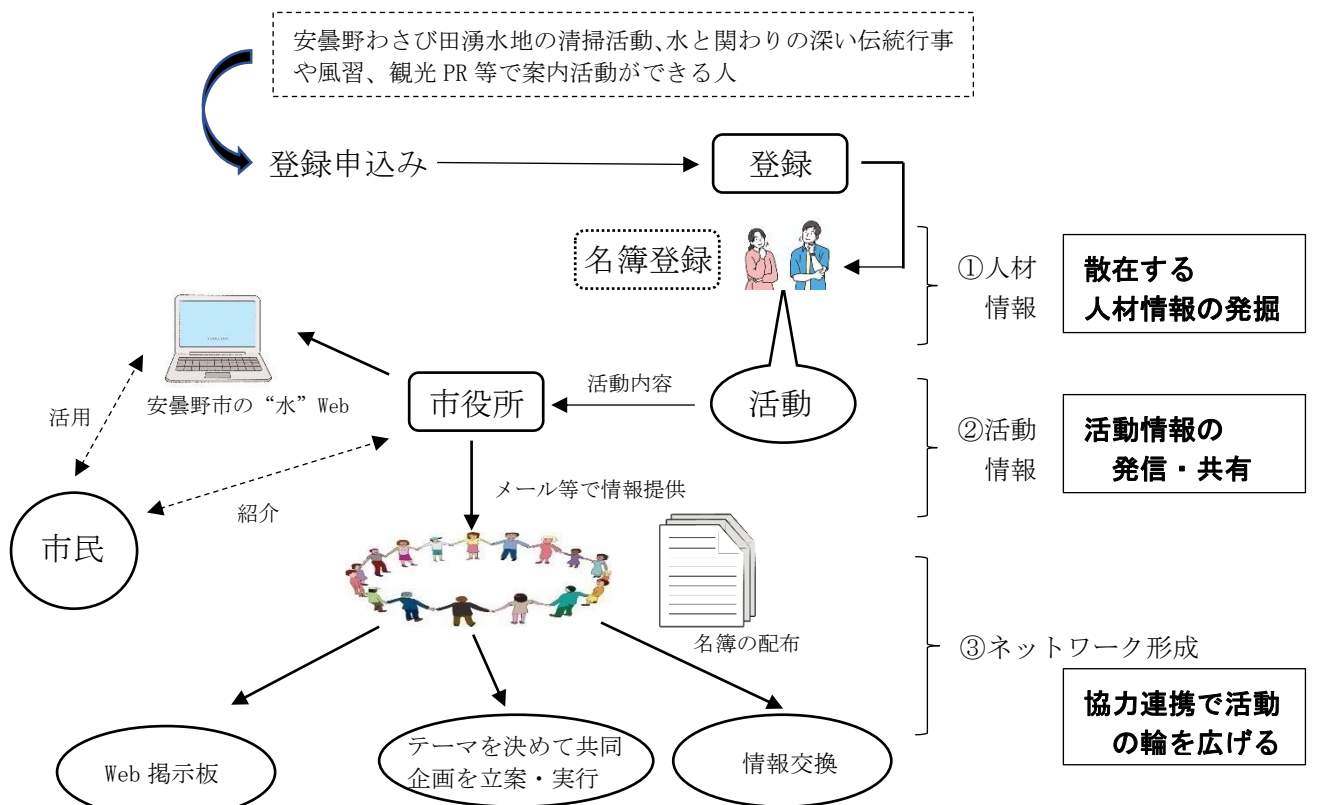 安曇野わさび田湧水地の清掃活動、水と関わりの深い伝統行事
や風習、観光 PR 等で案内活動ができる人
登録申込み
登録
名簿登録
①人材
情報
散在する
人材情報の発掘
安曇野市の“水”Web
活用
市役所
活動内容
活動
②活動
情報
活動情報の
発信・共有
メール等で情報提供
紹介
市民
名簿の配布
③ネットワーク形成
協力連携で活動
の輪を広げる
Web 掲示板
テーマを決めて共同
企画を立案・実行
情報交換